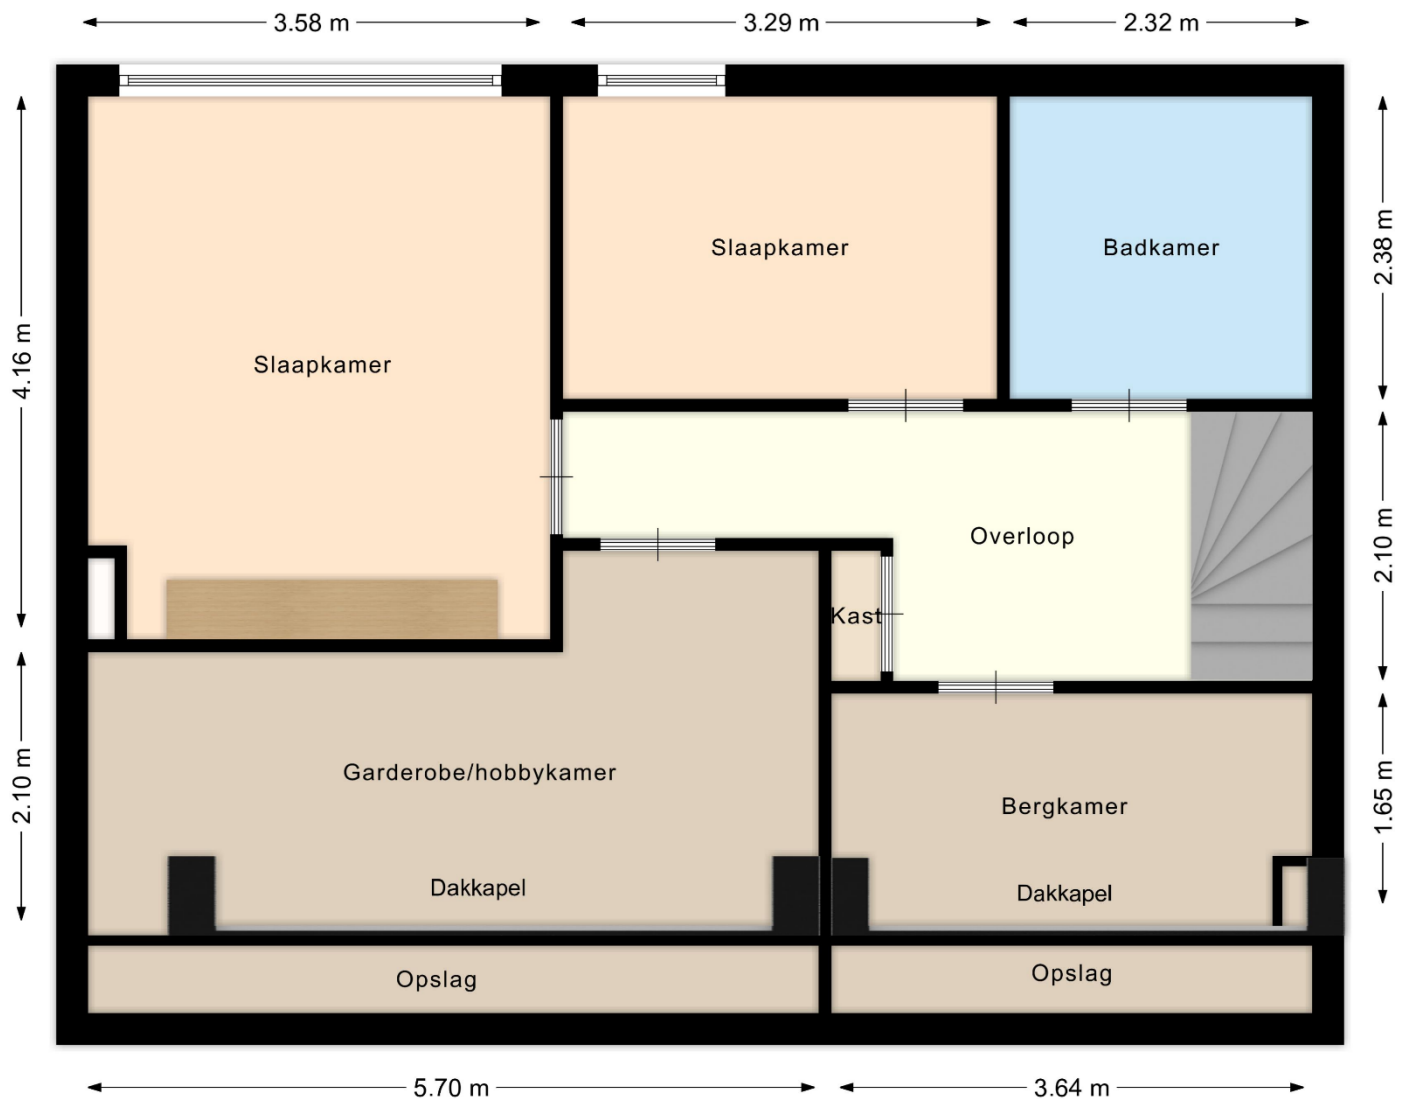 3.58 m
3.29 m
2.32 m
Slaapkamer
Badkamer
2.38 m
4.16 m
Slaapkamer
Overloop
2.10 m
Kast
2.10 m
Garderobe/hobbykamer
Bergkamer
1.65 m
Dakkapel
Dakkapel
Opslag
Opslag
5.70 m
3.64 m